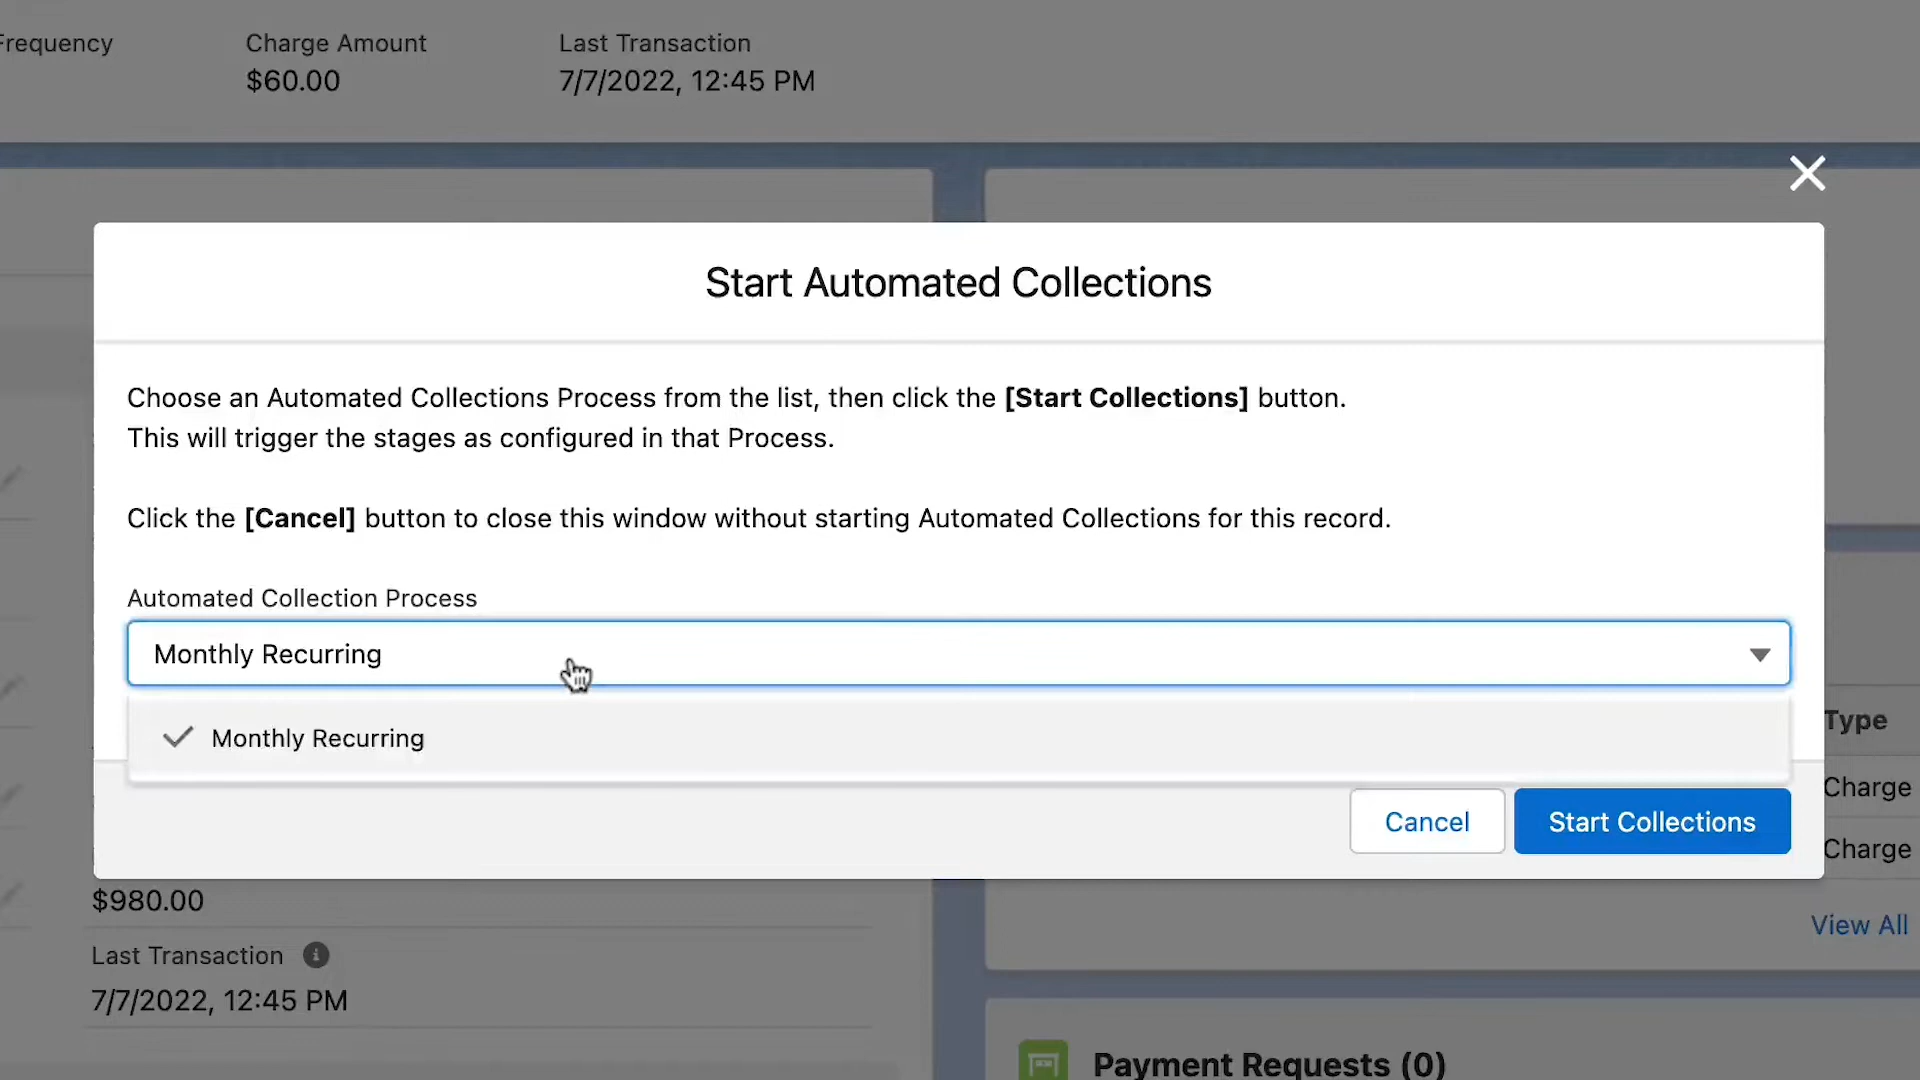 Frequency
Charge Amount
Last Transaction
$60.00
7/7/2022, 12:45 PM
Start Automated Collections
Choose an Automated Collections Process from the list, then click the [Start Collections] button.
This will trigger the stages as configured in that Process.
Click the [Cancel] button to close this window without starting Automated Collections for this record.
Automated Collection Process
Monthly Recurring
Monthly Recurring
Cancel
Start Collections
Type
Charge
Charge
View All
$980.00
Last Transaction
7/7/2022, 12:45 PM
Payment Requests (0)